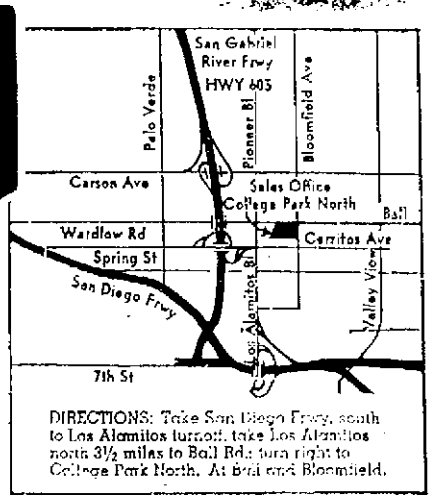 San Gabriel
River Frwy
HWY 605
Palo Verde
Pionner Bl
Bloomfield Ave
Carson Ave
Sales Office
College Park North
Ball
Wardlow Rd
Cerritos Ave
Spring St
San Diego Frwy
Los Alamitos Bl
Valley View
7th St
DIRECTIONS: Take San Diego Frwy. south
to Los Alamitos turnoff, take Los Alamitos
north 3½ miles to Ball Rd.; turn right to
College Park North. At Ball and Bloomfield.